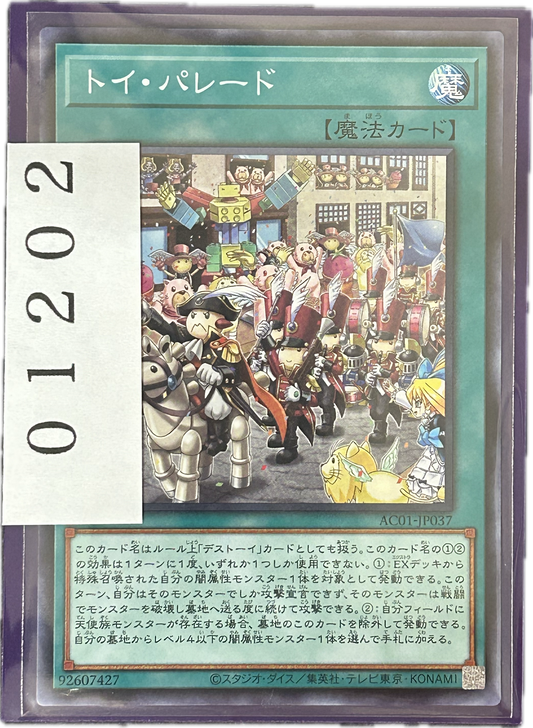 トイ・パレード
魔
【魔法カード】
01202
AC01-JP037
このカード名はルール上「デストーイ」カードとしても扱う。このカード名の①②
の効果は1ターンに1度、いずれか1つしか使用できない。①：EXデッキから
特殊召喚された自分の闇属性モンスター1体を対象として発動できる。この
ターン、自分はそのモンスターでしか攻撃宣言できず、そのモンスターは戦闘
でモンスターを破壊し墓地へ送る度に続けて攻撃できる。②：自分フィールドに
天使族モンスターが存在する場合、墓地のこのカードを除外して発動できる。
自分の墓地からレベル4以下の闇属性モンスター1体を選んで手札に加える。
92607427
©スタジオ・ダイス／集英社・テレビ東京・KONAMI